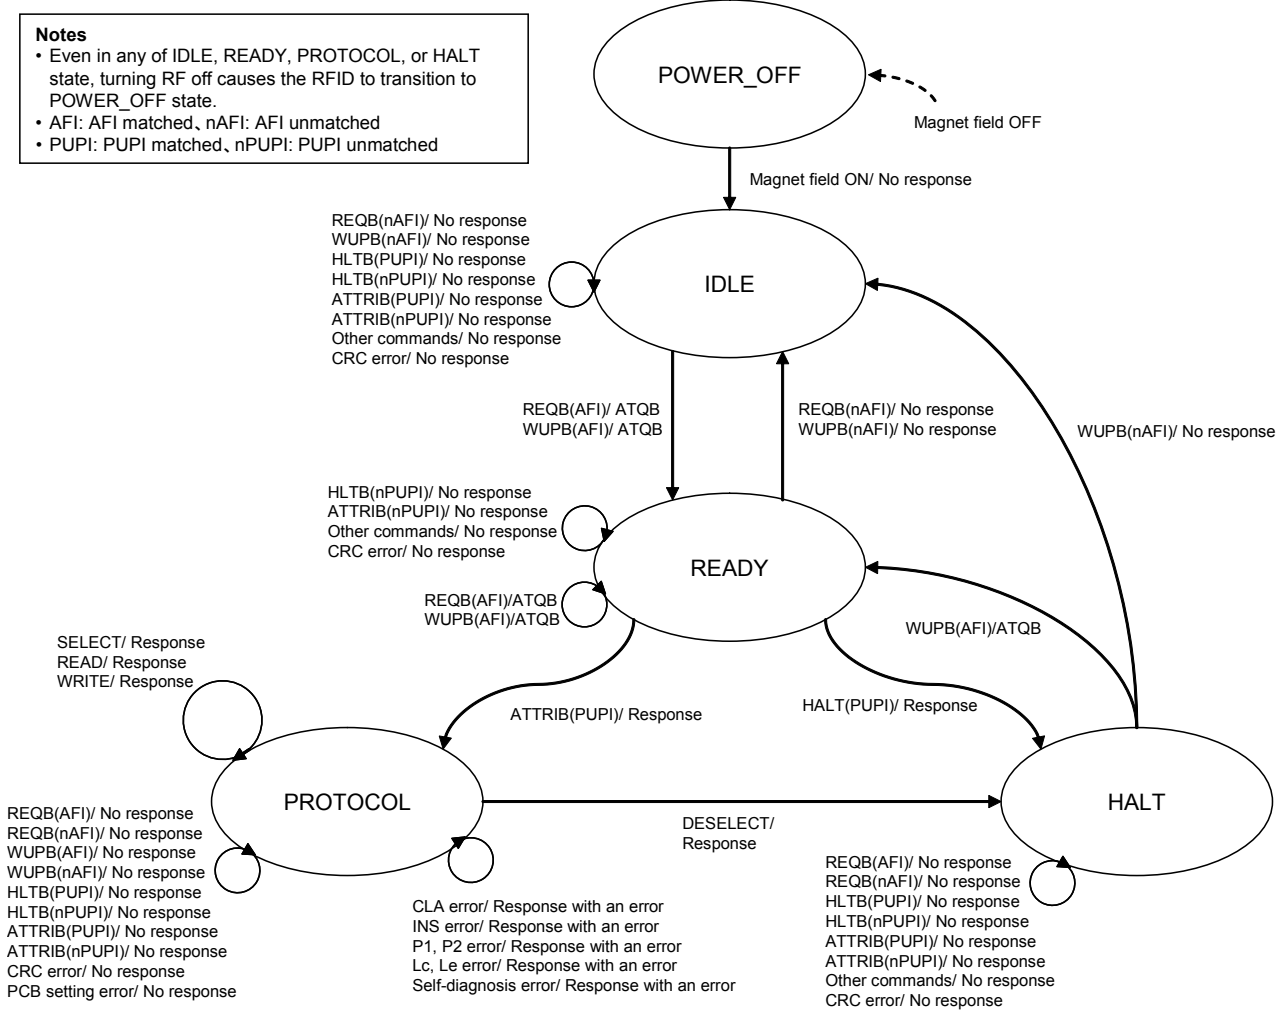 Notes
• Even in any of IDLE, READY, PROTOCOL, or HALT
state, turning RF off causes the RFID to transition to
POWER_OFF state.
• AFI: AFI matched、nAFI: AFI unmatched
• PUPI: PUPI matched、nPUPI: PUPI unmatched
POWER_OFF
Magnet field OFF
Magnet field ON/ No response
REQB(nAFI)/ No response
WUPB(nAFI)/ No response
HLTB(PUPI)/ No response
HLTB(nPUPI)/ No response
ATTRIB(PUPI)/ No response
ATTRIB(nPUPI)/ No response
Other commands/ No response
CRC error/ No response
IDLE
REQB(AFI)/ ATQB
WUPB(AFI)/ ATQB
REQB(nAFI)/ No response
WUPB(nAFI)/ No response
WUPB(nAFI)/ No response
HLTB(nPUPI)/ No response
ATTRIB(nPUPI)/ No response
Other commands/ No response
CRC error/ No response
READY
REQB(AFI)/ATQB
WUPB(AFI)/ATQB
WUPB(AFI)/ATQB
SELECT/ Response
READ/ Response
WRITE/ Response
ATTRIB(PUPI)/ Response
HALT(PUPI)/ Response
PROTOCOL
HALT
DESELECT/
Response
REQB(AFI)/ No response
REQB(nAFI)/ No response
WUPB(AFI)/ No response
WUPB(nAFI)/ No response
HLTB(PUPI)/ No response
HLTB(nPUPI)/ No response
ATTRIB(PUPI)/ No response
ATTRIB(nPUPI)/ No response
CRC error/ No response
PCB setting error/ No response
CLA error/ Response with an error
INS error/ Response with an error
P1, P2 error/ Response with an error
Lc, Le error/ Response with an error
Self-diagnosis error/ Response with an error
REQB(AFI)/ No response
REQB(nAFI)/ No response
HLTB(PUPI)/ No response
HLTB(nPUPI)/ No response
ATTRIB(PUPI)/ No response
ATTRIB(nPUPI)/ No response
Other commands/ No response
CRC error/ No response